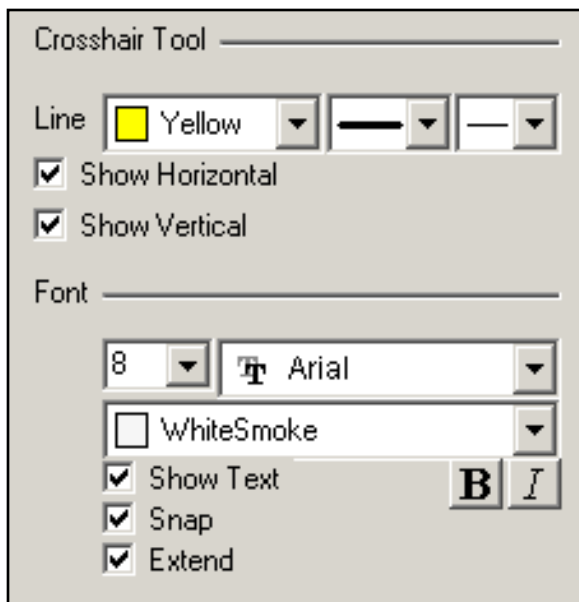 Crosshair Tool
Line Yellow
Show Horizontal
Show Vertical
Font
8 Arial
WhiteSmoke
Show Text B I
Snap
Extend